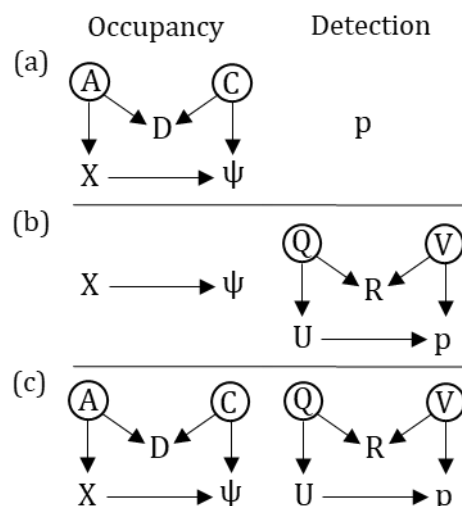 Occupancy Detection
(a)
A C
D p
X ψ
(b)
Q V
X ψ R
U p
(c)
A C Q V
D R
X ψ U p